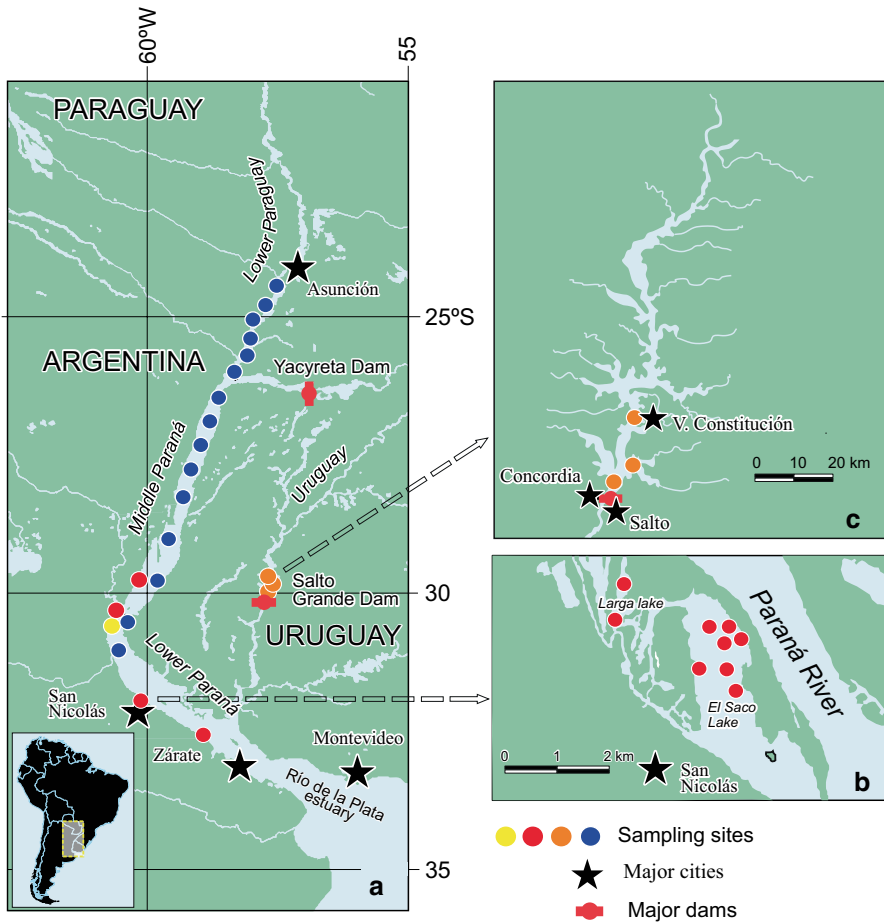 60ºW
55
PARAGUAY
Lower Paraguay
Asunción
25ºS
ARGENTINA
Yacyreta Dam
Middle Paraná
Uruguay
Salto
Grande Dam
30
URUGUAY
Lower Paraná
San
Nicolás
Zárate
Montevideo
Río de la Plata
estuary
35
a
V. Constitución
0 10 20 km
Concordia
Salto
c
Larga lake
Paraná River
El Saco
Lake
0 1 2 km
San
Nicolás
b
Sampling sites
Major cities
Major dams